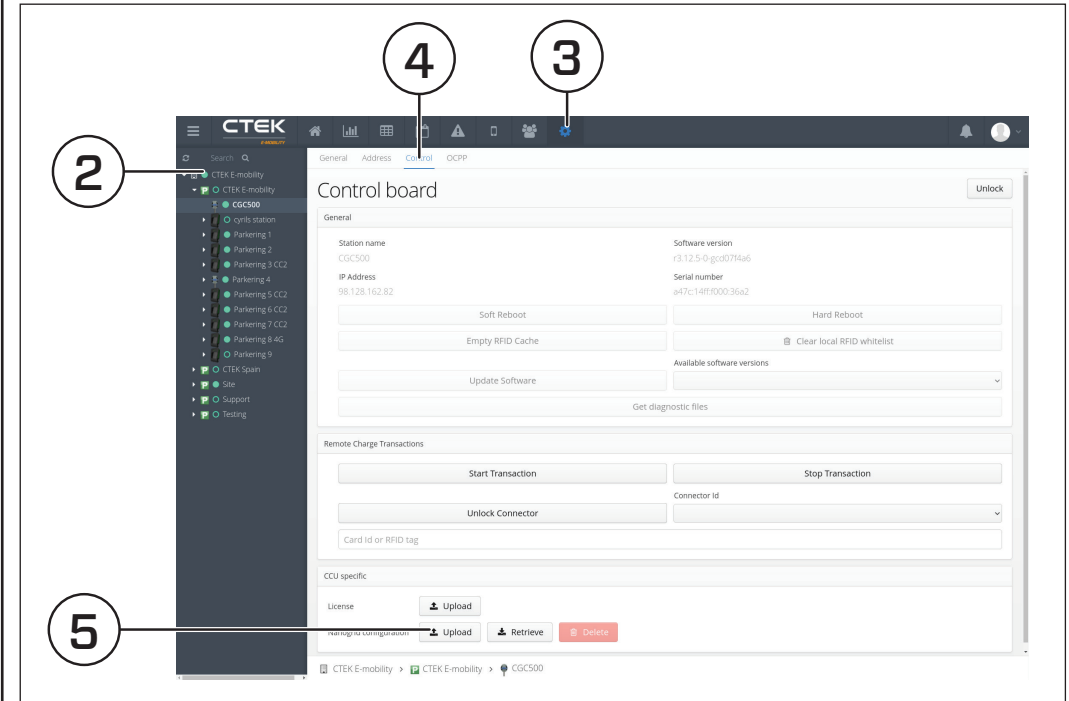 4
3
2
5
CTEK
E-MOBILITY
Search
General Address Control OCPP
CTEK E-mobility
CTEK E-mobility
CGC500
cyrils station
Parkering 1
Parkering 2
Parkering 3 CC2
Parkering 4
Parkering 5 CC2
Parkering 6 CC2
Parkering 7 CC2
Parkering 8 4G
Parkering 9
CTEK Spain
Site
Support
Testing
Control board
Unlock
General
Station name
Software version
CGC500
r3.12.5-0-gcd07f4a6
IP Address
Serial number
98.128.162.82
a47c:14ff:f000:36a2
Soft Reboot
Hard Reboot
Empty RFID Cache
Clear local RFID whitelist
Available software versions
Update Software
Get diagnostic files
Remote Charge Transactions
Start Transaction
Stop Transaction
Connector Id
Unlock Connector
Card Id or RFID tag
CCU specific
License
Upload
Nanogrid configuration
Upload
Retrieve
Delete
CTEK E-mobility > CTEK E-mobility > CGC500